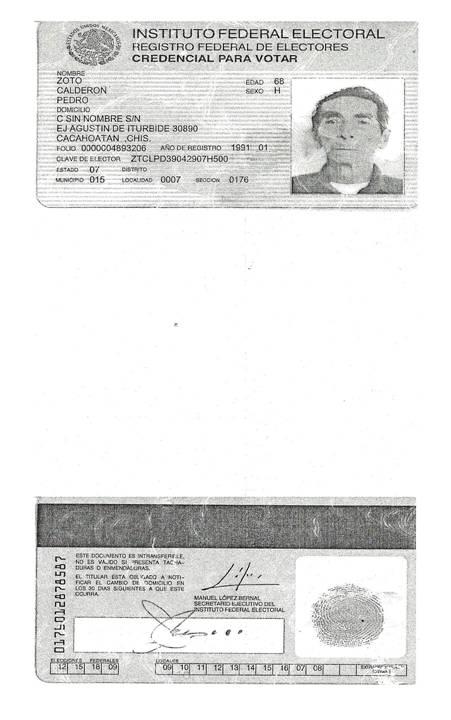 INSTITUTO FEDERAL ELECTORAL
REGISTRO FEDERAL DE ELECTORES
CREDENCIAL PARA VOTAR
ESTADOS UNIDOS MEXICANOS
NOMBRE
ZOTO
CALDERON
PEDRO
EDAD 68
SEXO H
DOMICILIO
C SIN NOMBRE S/N
EJ AGUSTIN DE ITURBIDE 30890
CACAHOATAN ,CHIS.
FOLIO 0000004893206 AÑO DE REGISTRO 1991 01
CLAVE DE ELECTOR ZTCLPD39042907H500
ESTADO 07 DISTRITO
MUNICIPIO 015 LOCALIDAD 0007 SECCION 0176
ESTE DOCUMENTO ES INTRANSFERIBLE,
NO ES VALIDO SI PRESENTA TACHA-
DURAS O ENMENDADURAS.
EL TITULAR ESTA OBLIGADO A NOTI-
FICAR EL CAMBIO DE DOMICILIO EN
LOS 30 DIAS SIGUIENTES A QUE ESTE
OCURRA.
MANUEL LÓPEZ BERNAL
SECRETARIO EJECUTIVO DEL
INSTITUTO FEDERAL ELECTORAL
ELECCIONES FEDERALES LOCALES
12 15 18 09 09 10 11 12 13 14 15 16 17 07 08